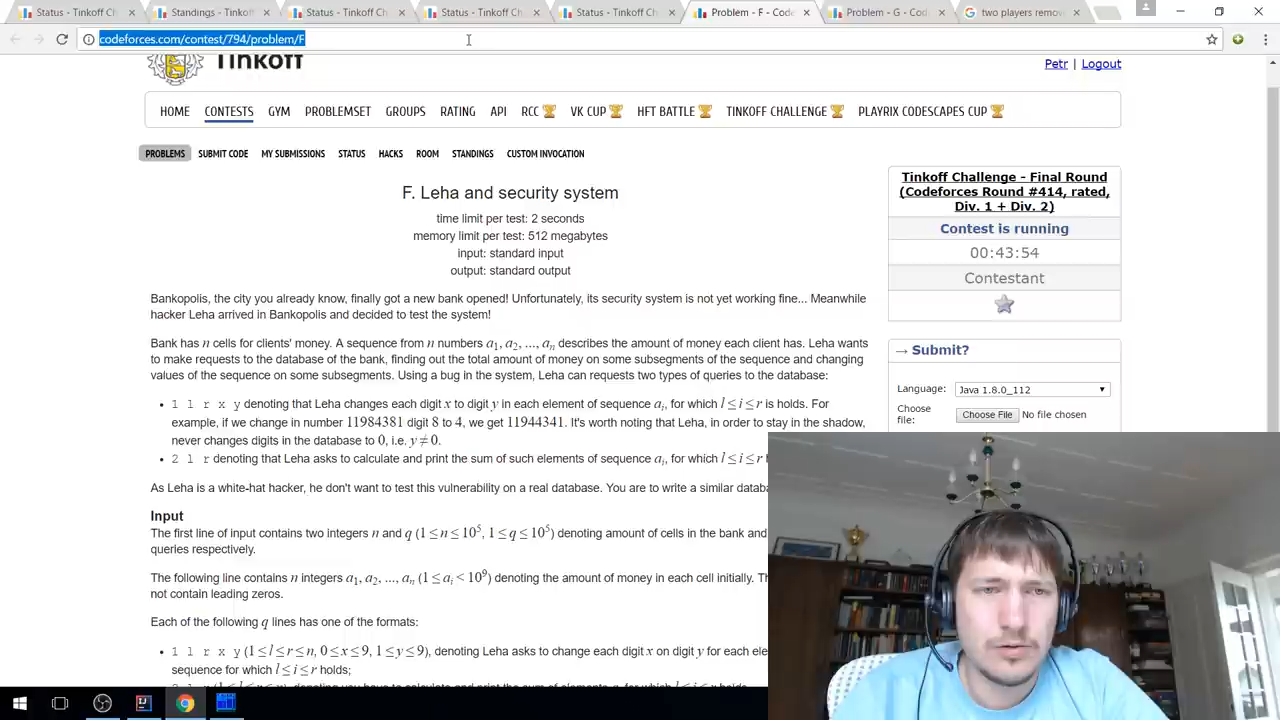 Status - Tinkoff Chall
Standings - Tinkoff C
Status - Tinkoff Chall
Status - Tinkoff Chall
Status - Tinkoff Chall
Problem - F - Codefo
Problem - G - Codef
two players remov
codeforces.com/contest/794/problem/F
Tinkoff
Petr | Logout
HOME CONTESTS GYM PROBLEMSET GROUPS RATING API RCC VK CUP HFT BATTLE TINKOFF CHALLENGE PLAYRIX CODESCAPES CUP
PROBLEMS SUBMIT CODE MY SUBMISSIONS STATUS HACKS ROOM STANDINGS CUSTOM INVOCATION
F. Leha and security system
time limit per test: 2 seconds
memory limit per test: 512 megabytes
input: standard input
output: standard output
Bankopolis, the city you already know, finally got a new bank opened! Unfortunately, its security system is not yet working fine... Meanwhile
hacker Leha arrived in Bankopolis and decided to test the system!
Bank has n cells for clients' money. A sequence from n numbers a1, a2, ..., an describes the amount of money each client has. Leha wants
to make requests to the database of the bank, finding out the total amount of money on some subsegments of the sequence and changing
values of the sequence on some subsegments. Using a bug in the system, Leha can requests two types of queries to the database:
• 1 l r x y denoting that Leha changes each digit x to digit y in each element of sequence ai, for which l ≤ i ≤ r is holds. For
example, if we change in number 11984381 digit 8 to 4, we get 11944341. It's worth noting that Leha, in order to stay in the shadow,
never changes digits in the database to 0, i.e. y ≠ 0.
• 2 l r denoting that Leha asks to calculate and print the sum of such elements of sequence ai, for which l ≤ i ≤ r h
As Leha is a white-hat hacker, he don't want to test this vulnerability on a real database. You are to write a similar databa
Input
The first line of input contains two integers n and q (1 ≤ n ≤ 10^5, 1 ≤ q ≤ 10^5) denoting amount of cells in the bank and
queries respectively.
The following line contains n integers a1, a2, ..., an (1 ≤ ai < 10^9) denoting the amount of money in each cell initially. Th
not contain leading zeros.
Each of the following q lines has one of the formats:
• 1 l r x y (1 ≤ l ≤ r ≤ n, 0 ≤ x ≤ 9, 1 ≤ y ≤ 9), denoting Leha asks to change each digit x on digit y for each ele
sequence for which l ≤ i ≤ r holds;
Tinkoff Challenge - Final Round
(Codeforces Round #414, rated,
Div. 1 + Div. 2)
Contest is running
00:43:54
Contestant
→ Submit?
Language: Java 1.8.0_112
Choose
file: Choose File No file chosen